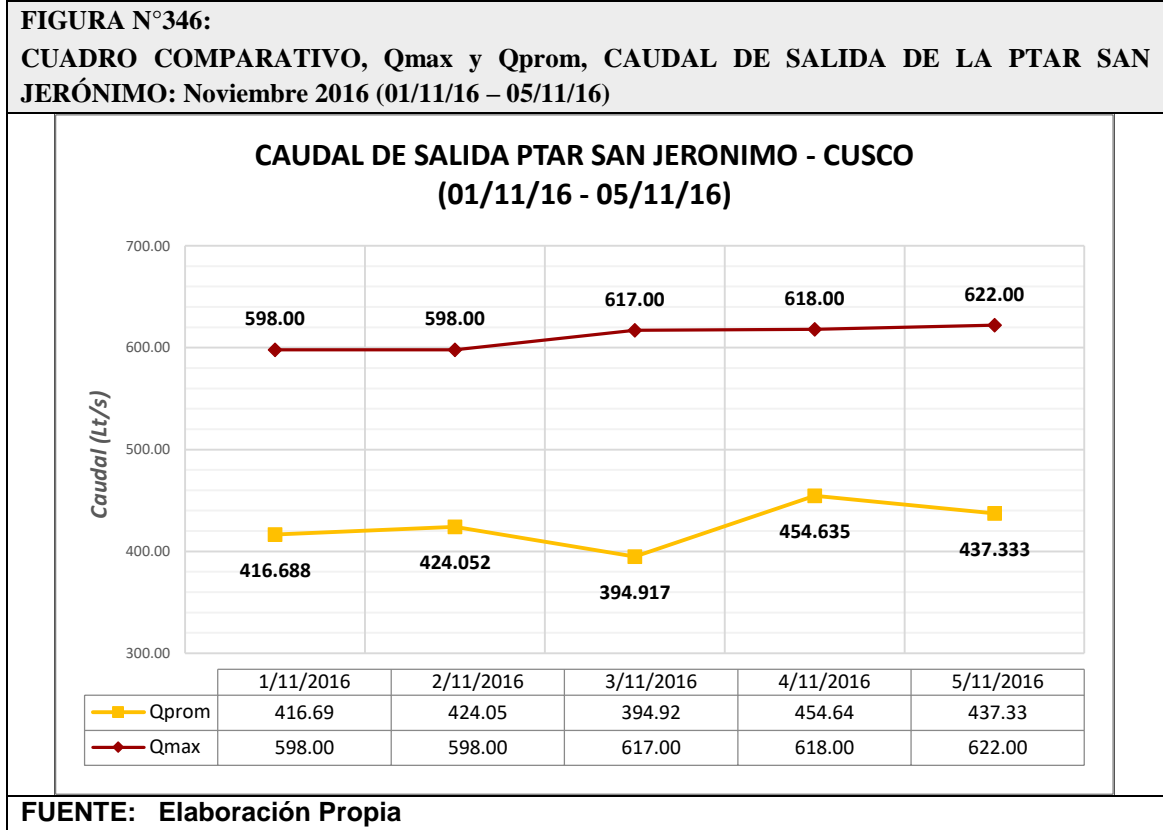 FIGURA N°346:
CUADRO COMPARATIVO, Qmax y Qprom, CAUDAL DE SALIDA DE LA PTAR SAN
JERÓNIMO: Noviembre 2016 (01/11/16 – 05/11/16)
CAUDAL DE SALIDA PTAR SAN JERONIMO - CUSCO
(01/11/16 - 05/11/16)
Caudal (Lt/s)
700.00
600.00
500.00
400.00
300.00
598.00 598.00 617.00 618.00 622.00
416.688 424.052 394.917 454.635 437.333
1/11/2016 2/11/2016 3/11/2016 4/11/2016 5/11/2016
Qprom 416.69 424.05 394.92 454.64 437.33
Qmax 598.00 598.00 617.00 618.00 622.00
FUENTE: Elaboración Propia